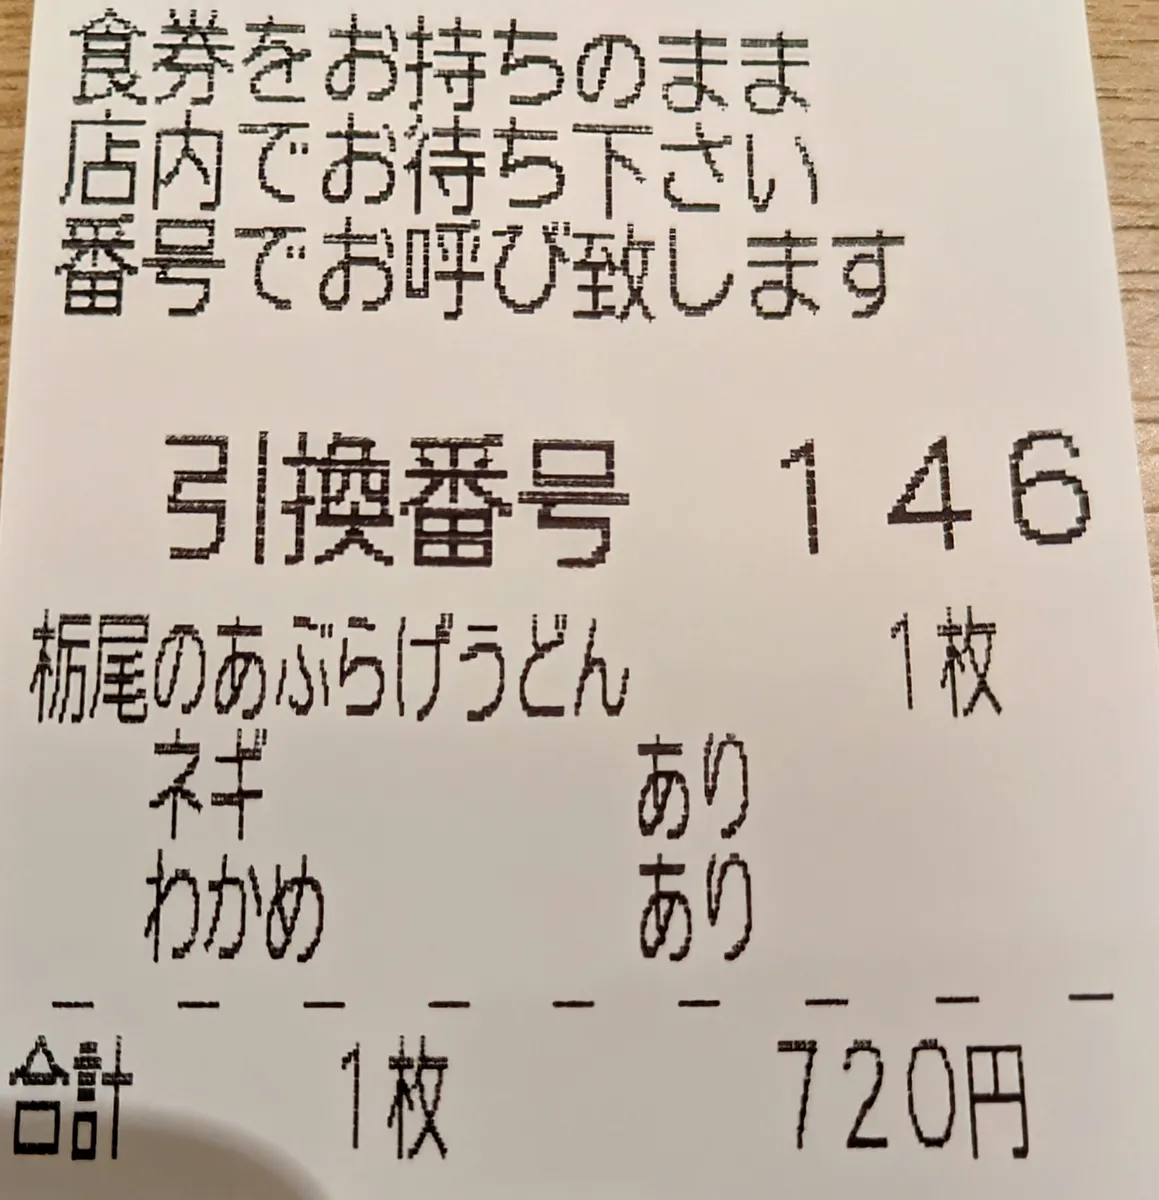 食券をお持ちのまま
店内でお待ち下さい
番号でお呼び致します
引換番号 146
栃尾のあぶらげうどん 1枚
ネギ あり
わかめ あり
合計 1枚 720円